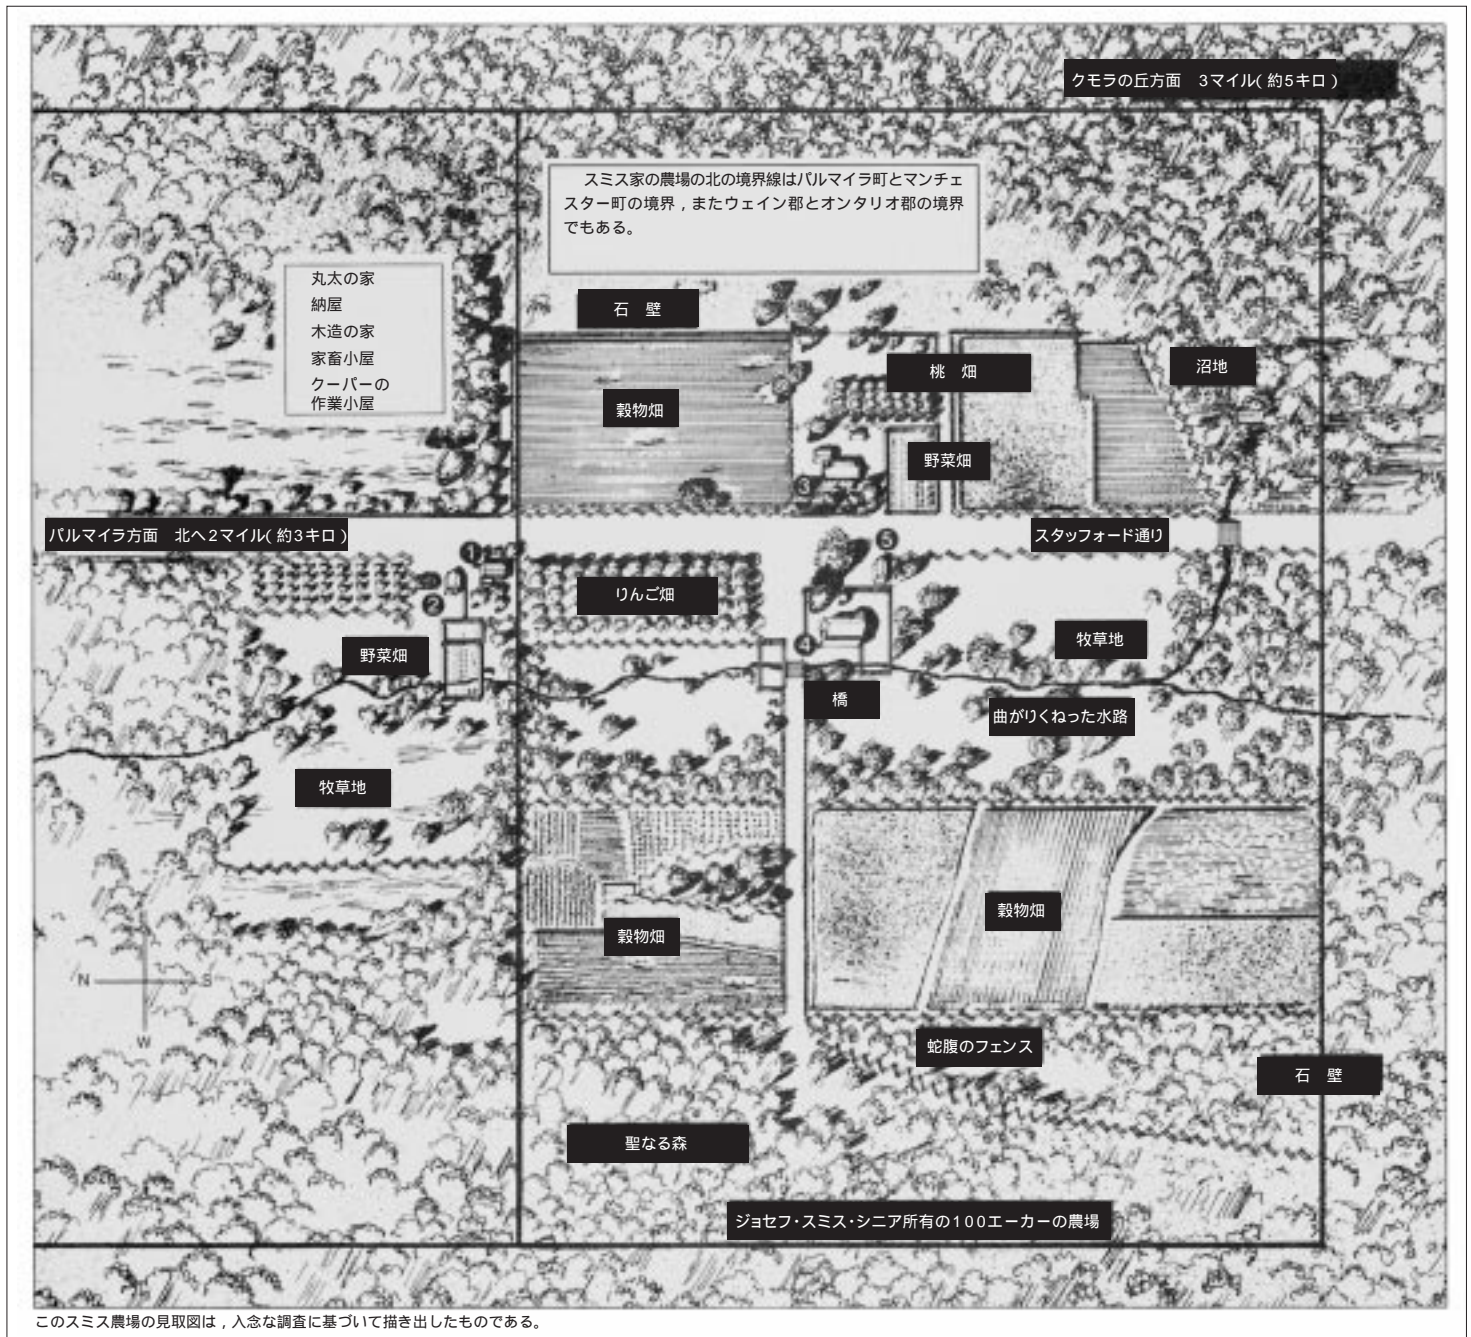 クモラの丘方面　3マイル(約5キロ)
スミス家の農場の北の境界線はパルマイラ町とマンチェ
スター町の境界，またウェイン郡とオンタリオ郡の境界
でもある。
丸太の家
納屋
木造の家
家畜小屋
クーパーの
作業小屋
石　壁
桃　畑
沼地
穀物畑
野菜畑
3
パルマイラ方面　北へ2マイル(約3キロ)
スタッフォード通り
1
5
りんご畑
2
牧草地
野菜畑
4
橋
曲がりくねった水路
牧草地
穀物畑
穀物畑
N
S
W
蛇腹のフェンス
石　壁
聖なる森
ジョセフ・スミス・シニア所有の100エーカーの農場
このスミス農場の見取図は，入念な調査に基づいて描き出したものである。